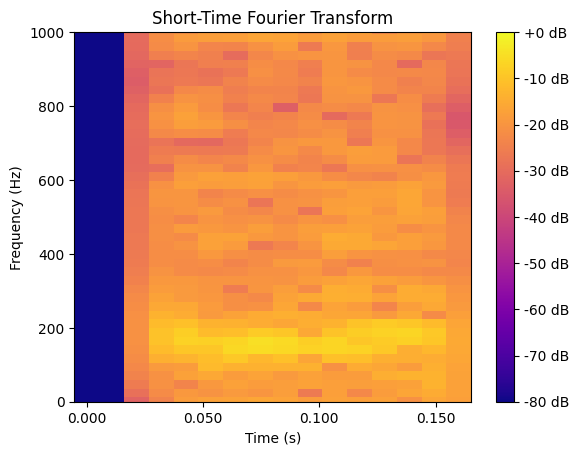 Short-Time Fourier Transform
1000
800
600
400
200
0
Frequency (Hz)
0.000
0.050
0.100
0.150
Time (s)
+0 dB
-10 dB
-20 dB
-30 dB
-40 dB
-50 dB
-60 dB
-70 dB
-80 dB